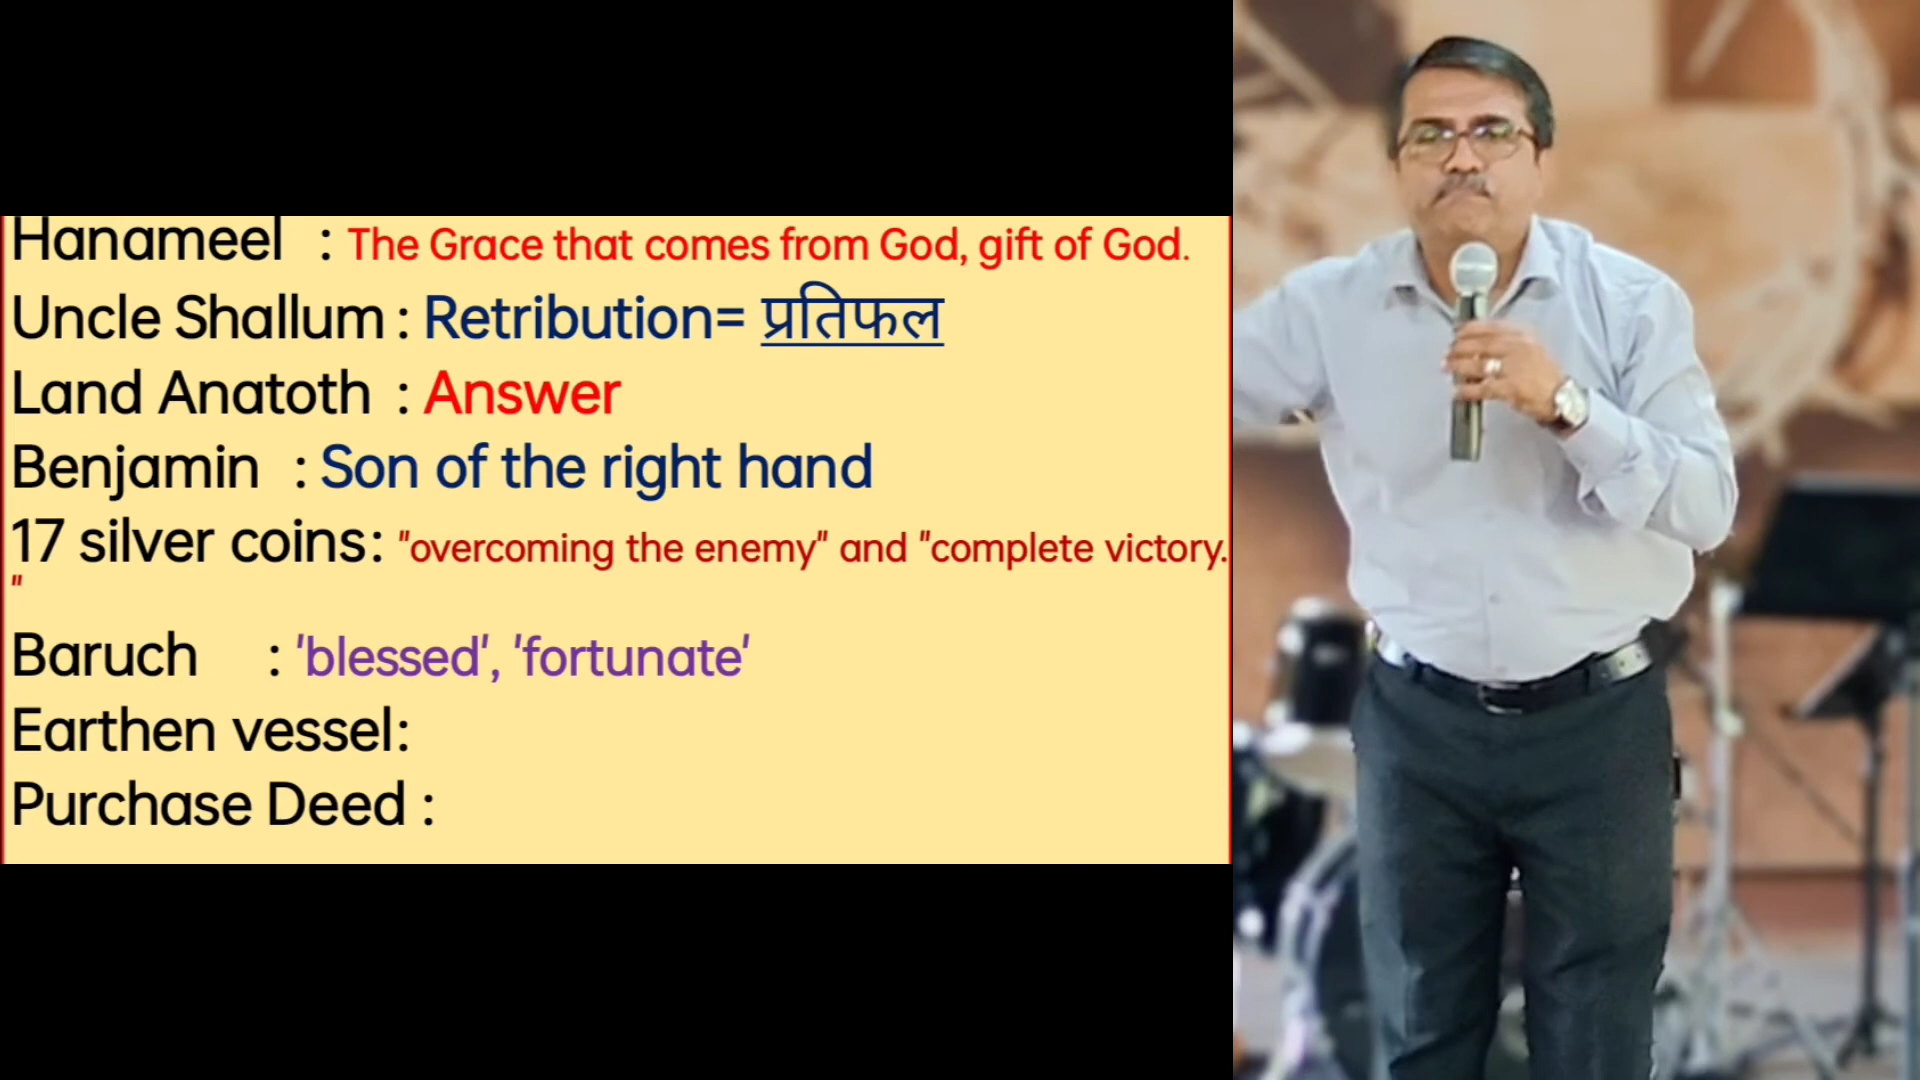 Hanameel : The Grace that comes from God, gift of God.
Uncle Shallum : Retribution= प्रतिफल
Land Anatoth : Answer
Benjamin : Son of the right hand
17 silver coins: "overcoming the enemy" and "complete victory.
"
Baruch : 'blessed', 'fortunate'
Earthen vessel:
Purchase Deed :